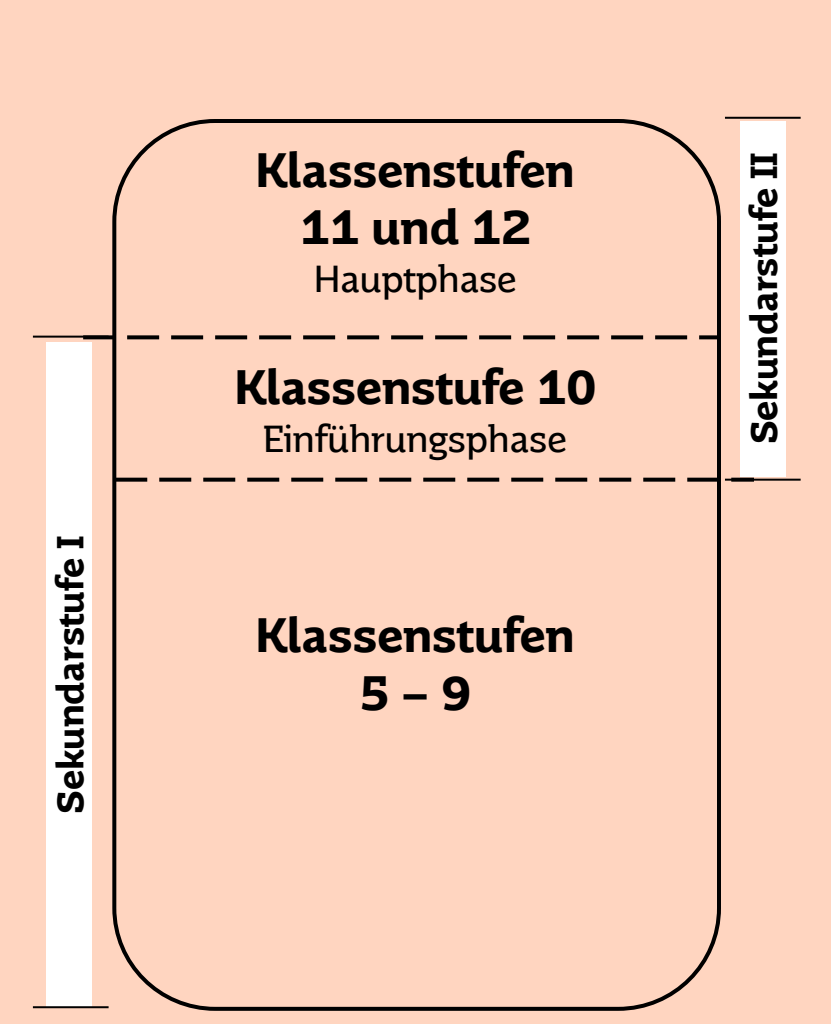 Klassenstufen
11 und 12
Hauptphase
Sekundarstufe II
Klassenstufe 10
Einführungsphase
Sekundarstufe I
Klassenstufen
5 – 9